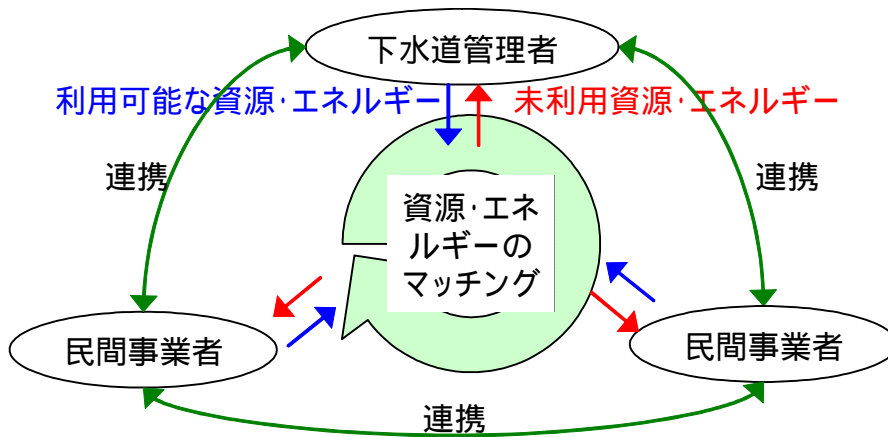 下水道管理者
利用可能な資源・エネルギー
未利用資源・エネルギー
連携
連携
資源・エネ
ルギーの
マッチング
民間事業者
民間事業者
連携